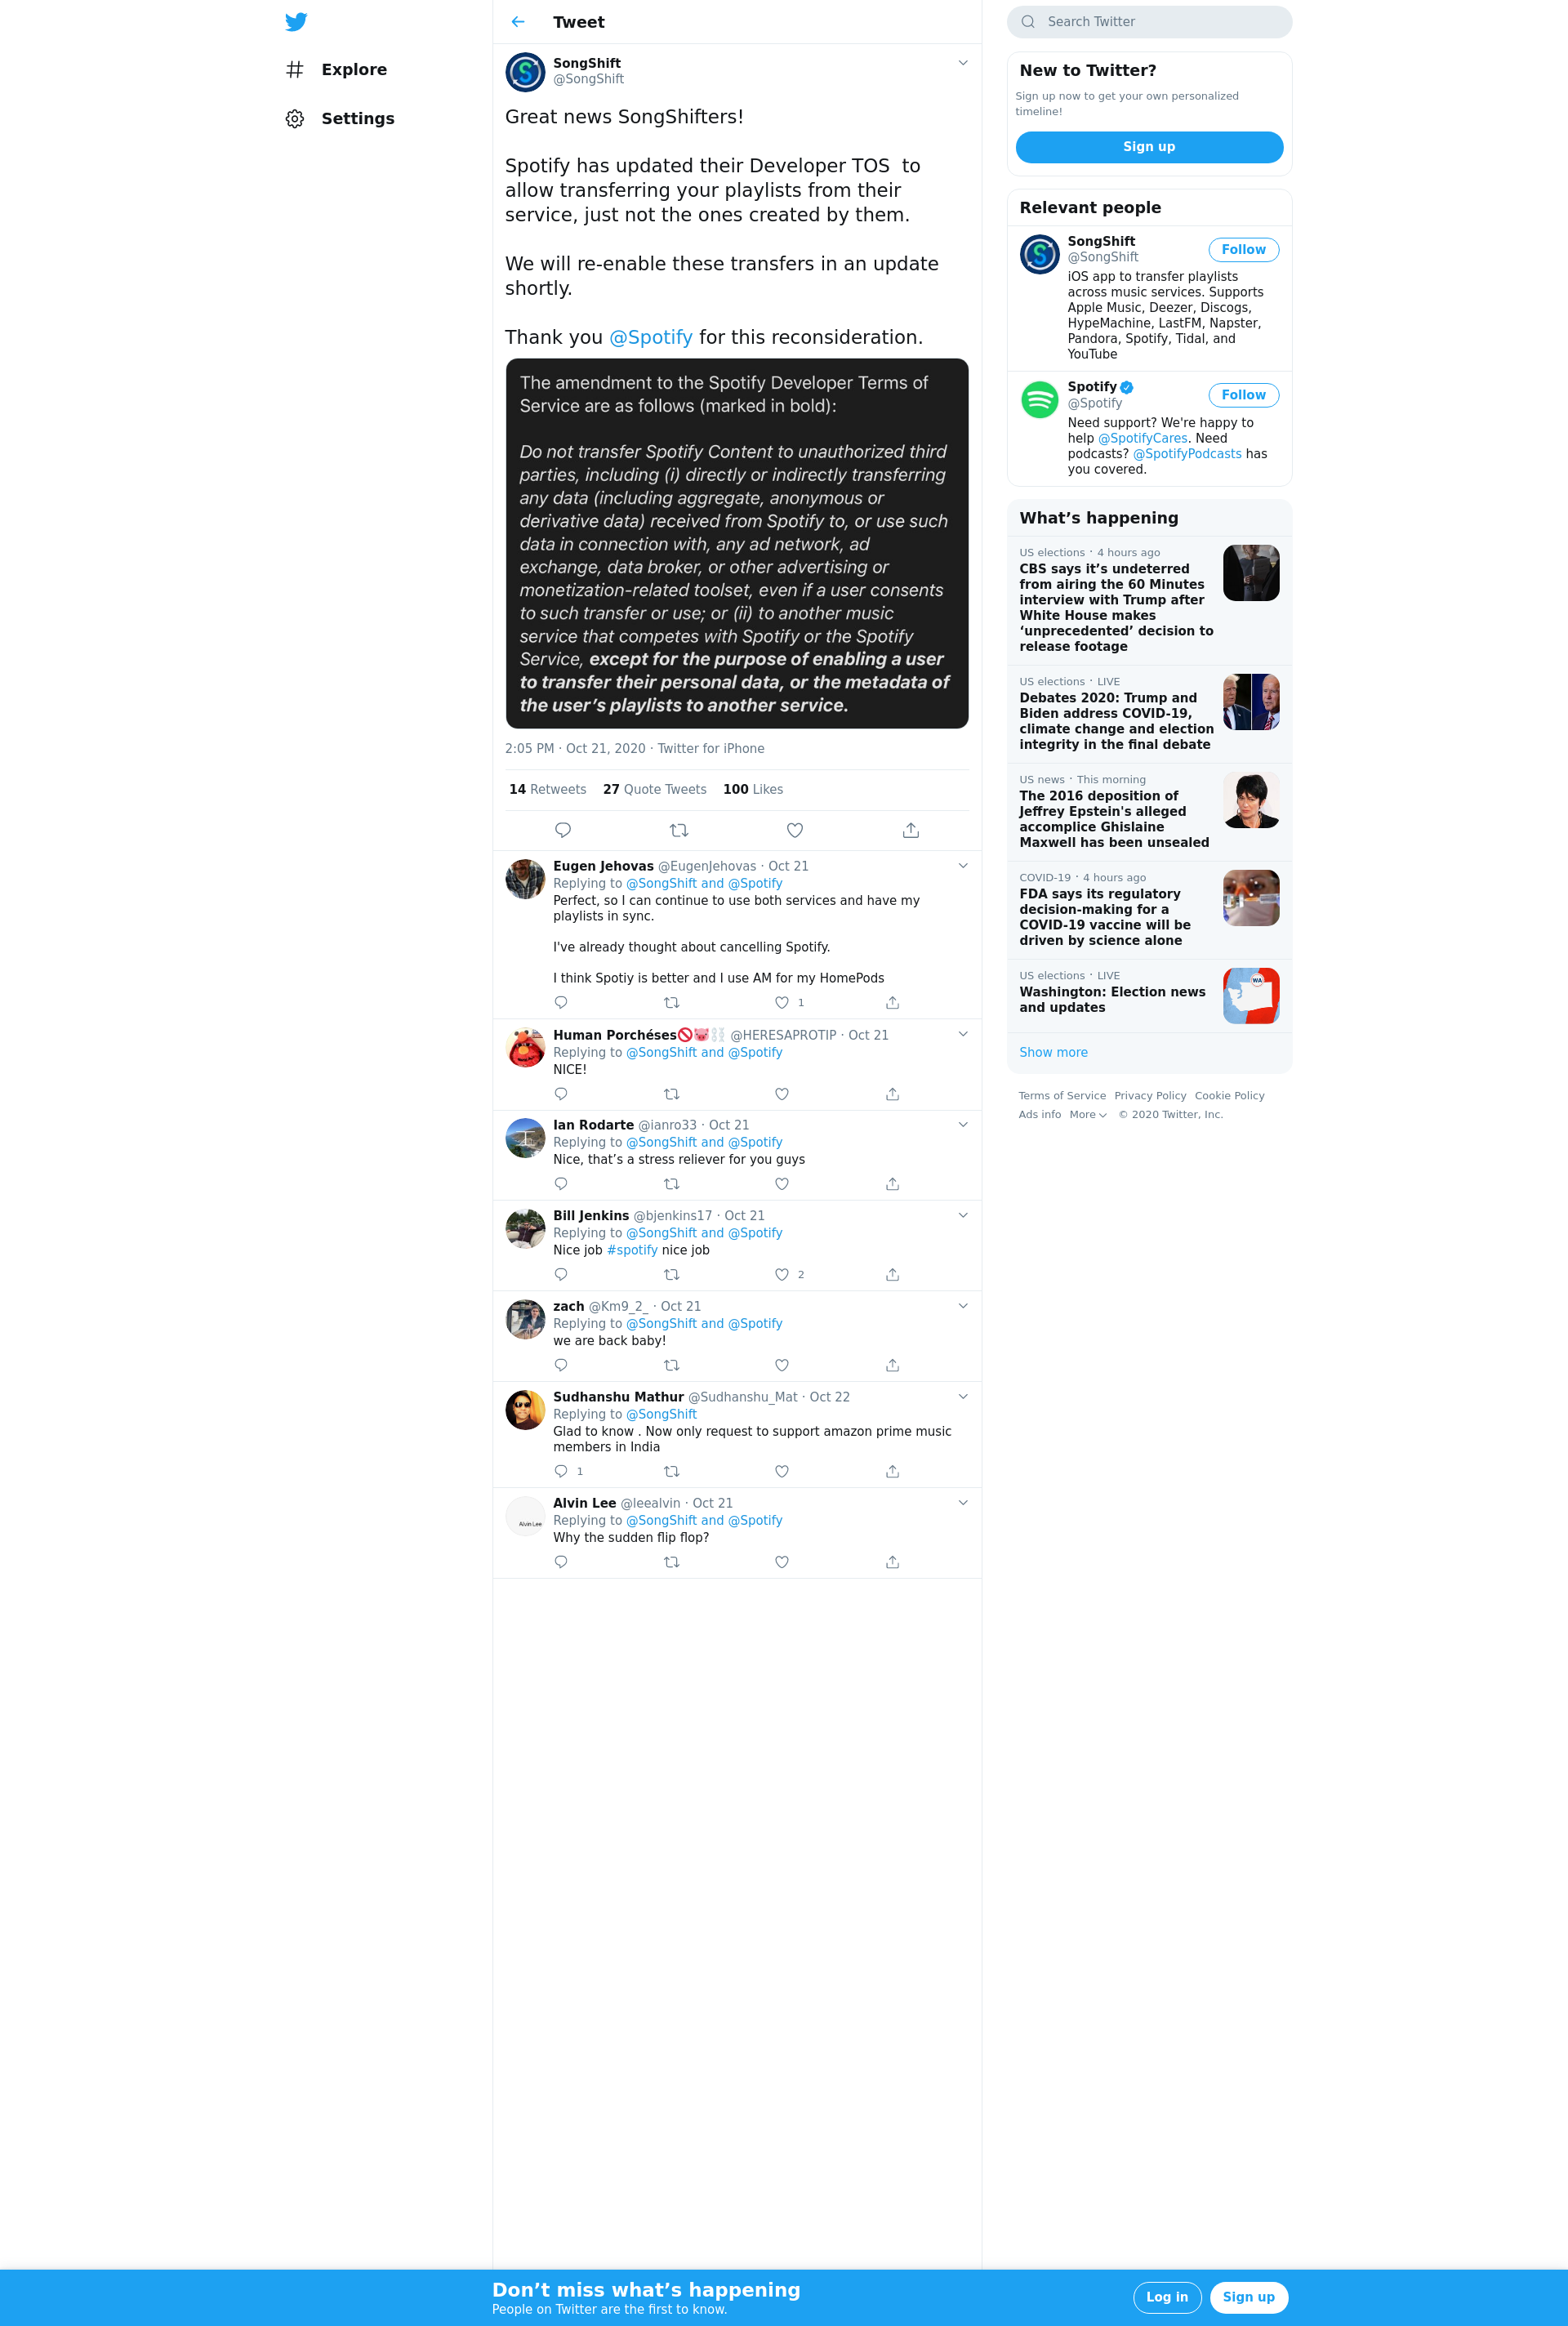 Explore
Settings
Tweet
SongShift
@SongShift
Great news SongShifters!
Spotify has updated their Developer TOS  to
allow transferring your playlists from their
service, just not the ones created by them.
We will re-enable these transfers in an update
shortly.
Thank you @Spotify for this reconsideration.
The amendment to the Spotify Developer Terms of
Service are as follows (marked in bold):
Do not transfer Spotify Content to unauthorized third
parties, including (i) directly or indirectly transferring
any data (including aggregate, anonymous or
derivative data) received from Spotify to, or use such
data in connection with, any ad network, ad
exchange, data broker, or other advertising or
monetization-related toolset, even if a user consents
to such transfer or use; or (ii) to another music
service that competes with Spotify or the Spotify
Service, except for the purpose of enabling a user
to transfer their personal data, or the metadata of
the user’s playlists to another service.
2:05 PM · Oct 21, 2020 · Twitter for iPhone
14 Retweets 27 Quote Tweets 100 Likes
Eugen Jehovas @EugenJehovas · Oct 21
Replying to @SongShift and @Spotify
Perfect, so I can continue to use both services and have my
playlists in sync.
I've already thought about cancelling Spotify.
I think Spotiy is better and I use AM for my HomePods
1
Human Porchéses🚫🐷⛓ @HERESAPROTIP · Oct 21
Replying to @SongShift and @Spotify
NICE!
Ian Rodarte @ianro33 · Oct 21
Replying to @SongShift and @Spotify
Nice, that’s a stress reliever for you guys
Bill Jenkins @bjenkins17 · Oct 21
Replying to @SongShift and @Spotify
Nice job #spotify nice job
2
zach @Km9_2_ · Oct 21
Replying to @SongShift and @Spotify
we are back baby!
Sudhanshu Mathur @Sudhanshu_Mat · Oct 22
Replying to @SongShift
Glad to know . Now only request to support amazon prime music
members in India
1
Alvin Lee
Alvin Lee @leealvin · Oct 21
Replying to @SongShift and @Spotify
Why the sudden flip flop?
Search Twitter
New to Twitter?
Sign up now to get your own personalized
timeline!
Sign up
Relevant people
SongShift
@SongShift
Follow
iOS app to transfer playlists
across music services. Supports
Apple Music, Deezer, Discogs,
HypeMachine, LastFM, Napster,
Pandora, Spotify, Tidal, and
YouTube
Spotify
@Spotify
Follow
Need support? We're happy to
help @SpotifyCares. Need
podcasts? @SpotifyPodcasts has
you covered.
What’s happening
US elections · 4 hours ago
CBS says it’s undeterred
from airing the 60 Minutes
interview with Trump after
White House makes
‘unprecedented’ decision to
release footage
US elections · LIVE
Debates 2020: Trump and
Biden address COVID-19,
climate change and election
integrity in the final debate
US news · This morning
The 2016 deposition of
Jeffrey Epstein's alleged
accomplice Ghislaine
Maxwell has been unsealed
COVID-19 · 4 hours ago
FDA says its regulatory
decision-making for a
COVID-19 vaccine will be
driven by science alone
US elections · LIVE
Washington: Election news
and updates
WA
Show more
Terms of Service Privacy Policy Cookie Policy
Ads info More © 2020 Twitter, Inc.
Don’t miss what’s happening
People on Twitter are the first to know.
Log in
Sign up